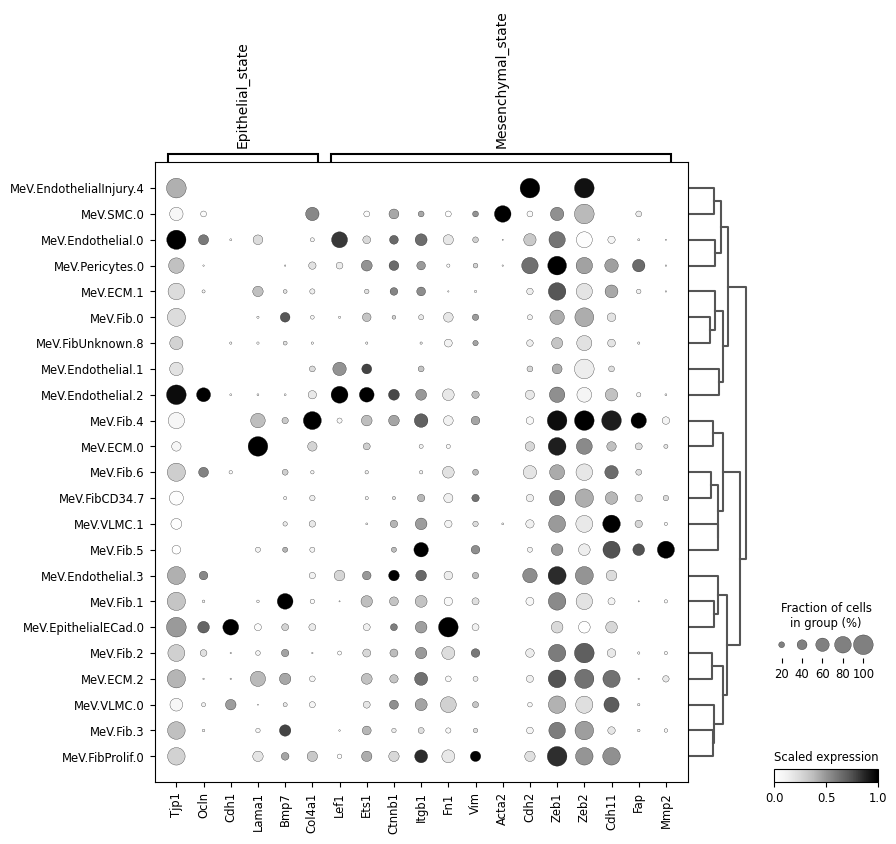 Epithelial_state
Mesenchymal_state
MeV.EndothelialInjury.4
MeV.SMC.0
MeV.Endothelial.0
MeV.Pericytes.0
MeV.ECM.1
MeV.Fib.0
MeV.FibUnknown.8
MeV.Endothelial.1
MeV.Endothelial.2
MeV.Fib.4
MeV.ECM.0
MeV.Fib.6
MeV.FibCD34.7
MeV.VLMC.1
MeV.Fib.5
MeV.Endothelial.3
MeV.Fib.1
MeV.EpithelialECad.0
MeV.Fib.2
MeV.ECM.2
MeV.VLMC.0
MeV.Fib.3
MeV.FibProlif.0
Tjp1
Ocln
Cdh1
Lama1
Bmp7
Col4a1
Lef1
Ets1
Ctnnb1
Itgb1
Fn1
Vim
Acta2
Cdh2
Zeb1
Zeb2
Cdh11
Fap
Mmp2
Fraction of cells
in group (%)
20 40 60 80 100
Scaled expression
0.0 0.5 1.0